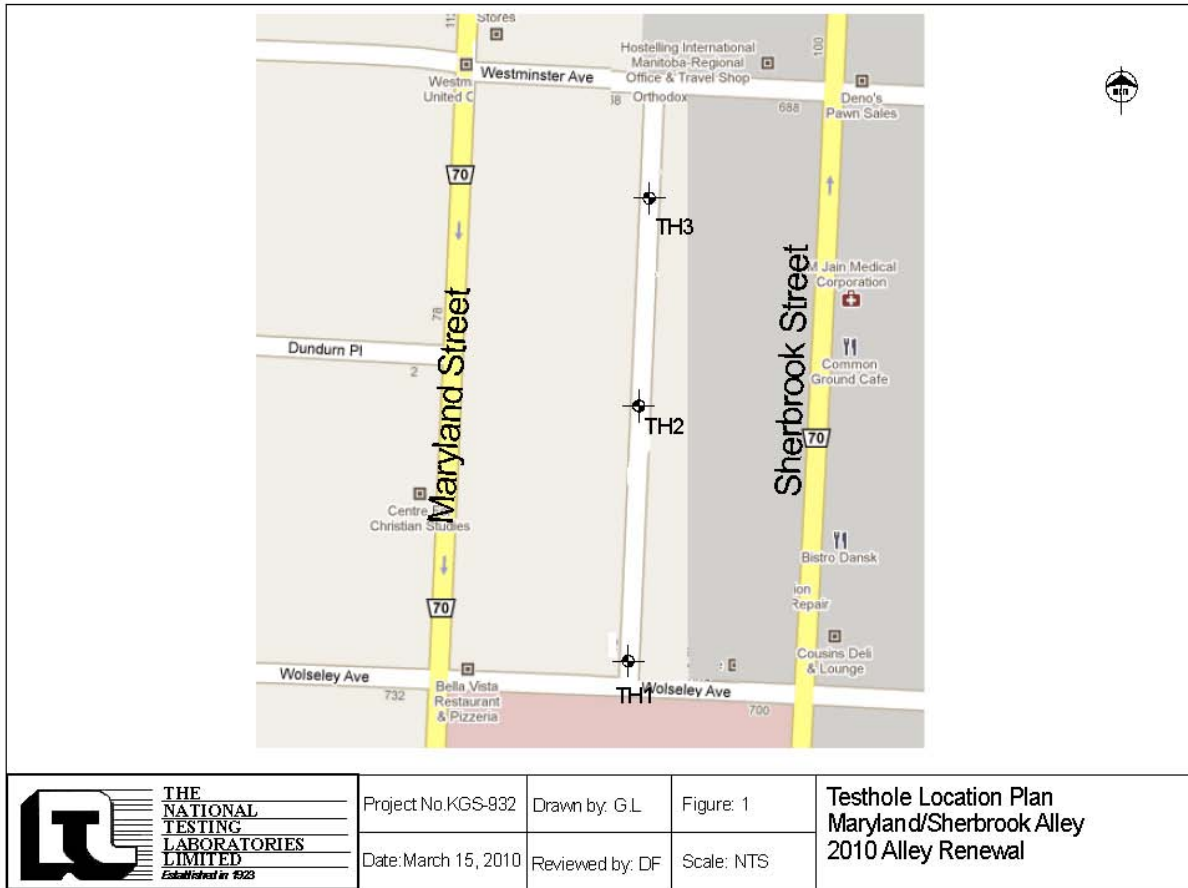 Stores
Westminster Ave
Westm
United C
Hostelling International
Manitoba-Regional
Office & Travel Shop
Orthodox
688
100
Deno's
Pawn Sales
70
TH3
M Jain Medical
Corporation
78
Maryland Street
Sherbrook Street
Dundurn Pl
2
Common
Ground Cafe
TH2
70
Centre
Christian Studies
Bistro Dansk
ion
Repair
70
Cousins Deli
& Lounge
Wolseley Ave
732
Bella Vista
Restaurant
& Pizzeria
TH1
Wolseley Ave
700
THE
NATIONAL
TESTING
LABORATORIES
LIMITED
Established in 1923
Project No.KGS-932
Drawn by: G.L
Figure: 1
Date:March 15, 2010
Reviewed by: DF
Scale: NTS
Testhole Location Plan
Maryland/Sherbrook Alley
2010 Alley Renewal